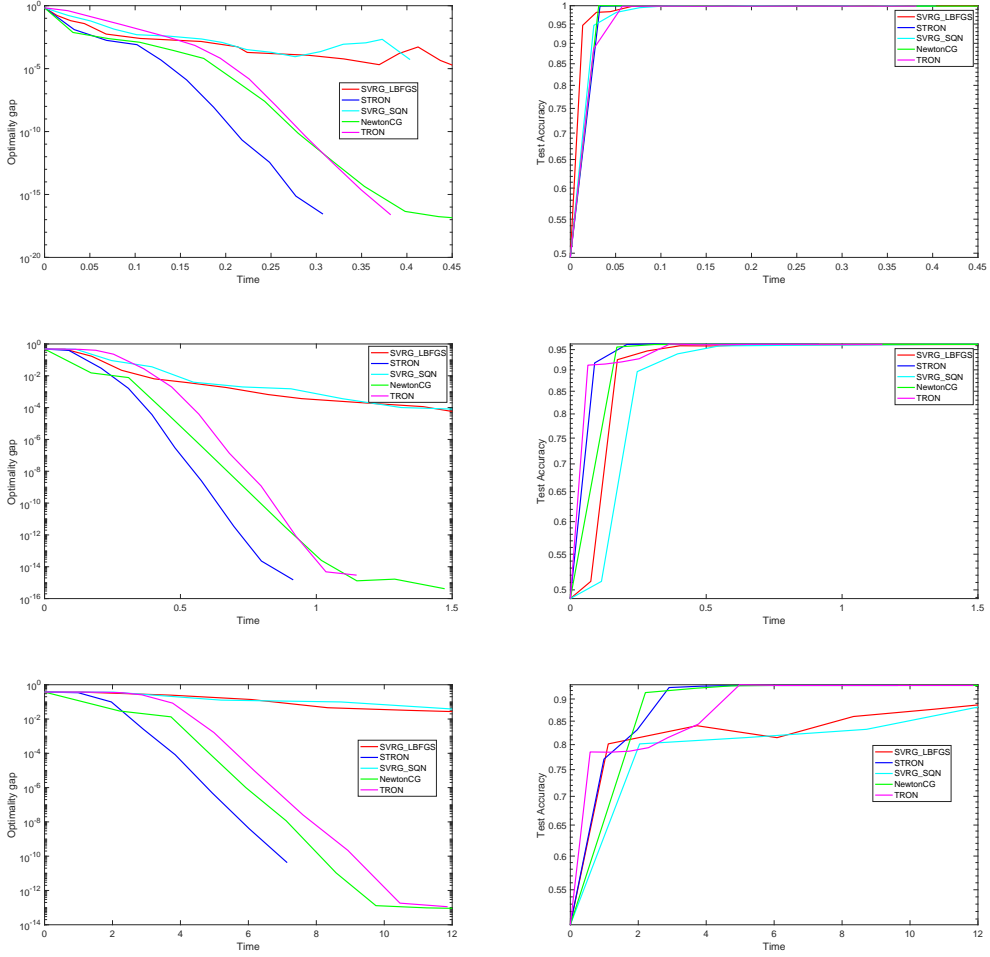 10^0
10^-5
10^-10
10^-15
10^-20
Optimality gap
0 0.05 0.1 0.15 0.2 0.25 0.3 0.35 0.4 0.45
Time
SVRG_LBFGS
STRON
SVRG_SQN
NewtonCG
TRON
1
0.95
0.9
0.85
0.8
0.75
0.7
0.65
0.6
0.55
0.5
Test Accuracy
0 0.05 0.1 0.15 0.2 0.25 0.3 0.35 0.4 0.45
Time
SVRG_LBFGS
STRON
SVRG_SQN
NewtonCG
TRON
10^0
10^-2
10^-4
10^-6
10^-8
10^-10
10^-12
10^-14
10^-16
Optimality gap
0 0.5 1 1.5
Time
SVRG_LBFGS
STRON
SVRG_SQN
NewtonCG
TRON
0.95
0.9
0.85
0.8
0.75
0.7
0.65
0.6
0.55
0.5
Test Accuracy
0 0.5 1 1.5
Time
SVRG_LBFGS
STRON
SVRG_SQN
NewtonCG
TRON
10^0
10^-2
10^-4
10^-6
10^-8
10^-10
10^-12
10^-14
Optimality gap
0 2 4 6 8 10 12
Time
SVRG_LBFGS
STRON
SVRG_SQN
NewtonCG
TRON
0.9
0.85
0.8
0.75
0.7
0.65
0.6
0.55
Test Accuracy
0 2 4 6 8 10 12
Time
SVRG_LBFGS
STRON
SVRG_SQN
NewtonCG
TRON